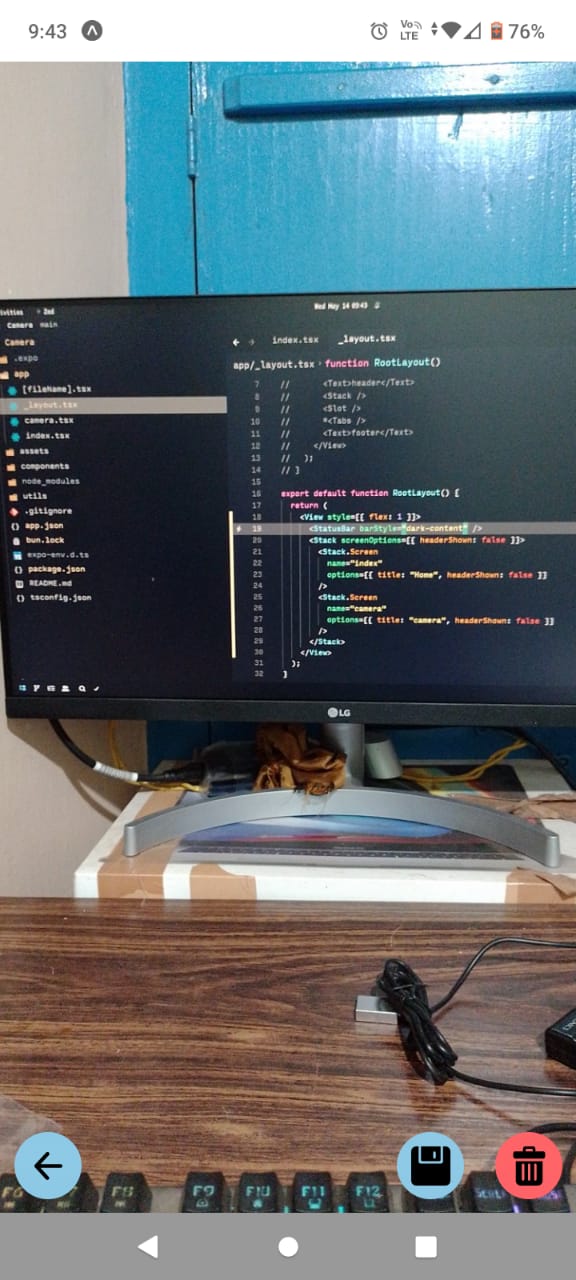 9:43
Vo
LTE
76%
Wed May 14 09:43
Camera main
Camera
.expo
app
[fileName].tsx
_layout.tsx
camera.tsx
index.tsx
assets
components
node_modules
utils
.gitignore
app.json
bun.lock
expo-env.d.ts
package.json
README.md
tsconfig.json
index.tsx _layout.tsx
app/_layout.tsx › function RootLayout()
7 // <Text>header</Text>
8 // <Stack />
9 // <Slot />
10 // *<Tabs />
11 // <Text>footer</Text>
12 // </View>
13 // );
14 // }
15
16 export default function RootLayout() {
17 return (
18 <View style={{ flex: 1 }}>
19 <StatusBar barStyle="dark-content" />
20 <Stack screenOptions={{ headerShown: false }}>
21 <Stack.Screen
22 name="index"
23 options={{ title: "Home", headerShown: false }}
24 />
25 <Stack.Screen
26 name="camera"
27 options={{ title: "camera", headerShown: false }}
28 />
29 </Stack>
30 </View>
31 );
32 }
LG
F6
F8
F9
F10
F11
F12